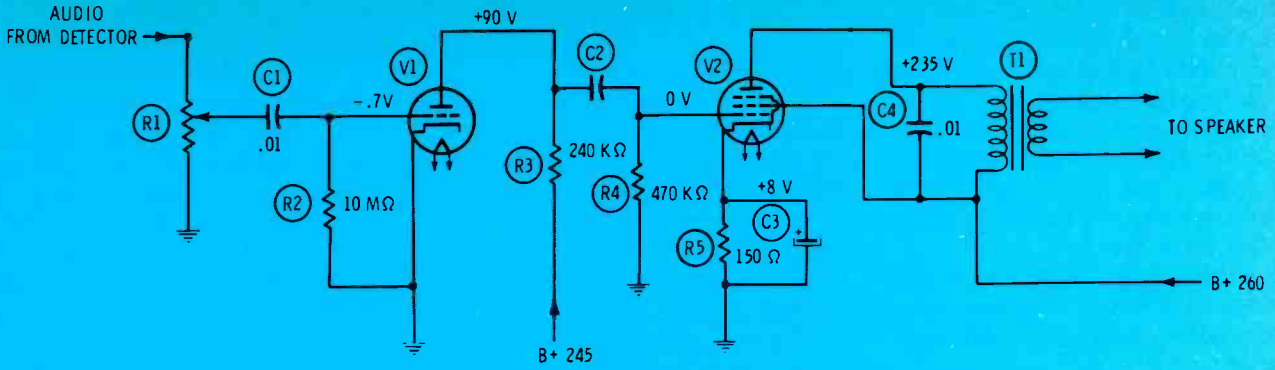 AUDIO
FROM DETECTOR
R1
C1
.01
-.7V
R2
10 MΩ
V1
+90 V
C2
R3
240 KΩ
0 V
R4
470 KΩ
V2
+8 V
C3
+
R5
150 Ω
+235 V
C4
.01
T1
TO SPEAKER
B+ 245
B+ 260